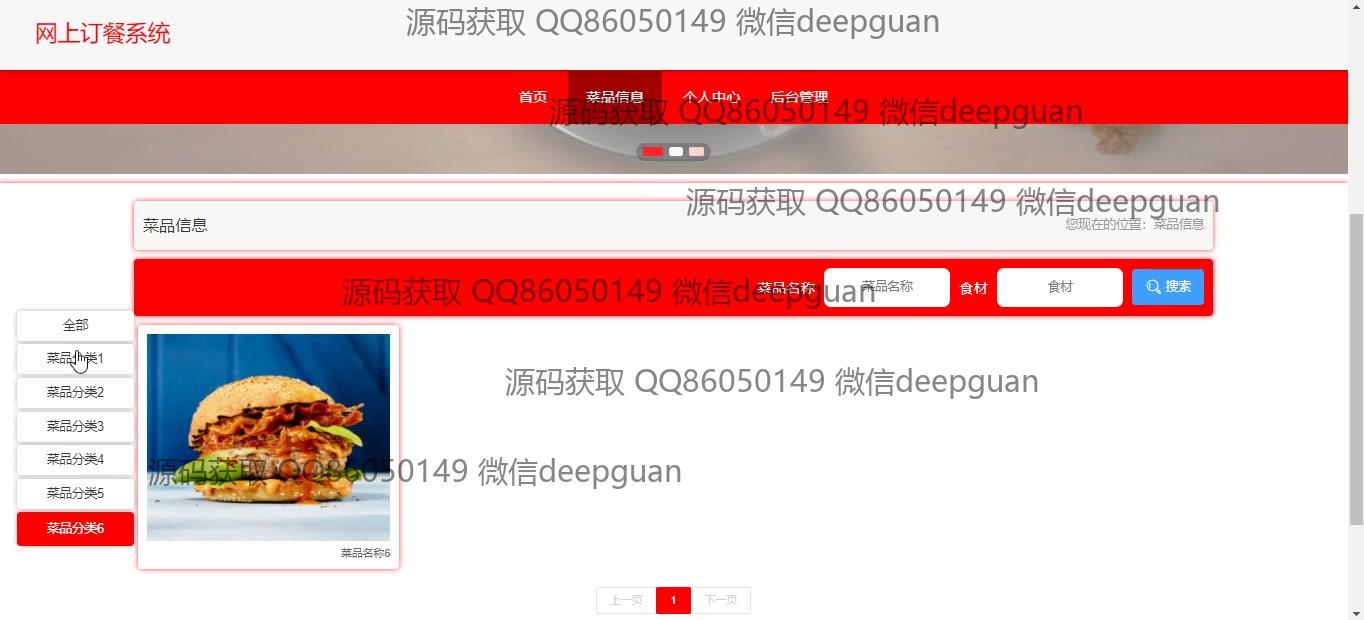 网上订餐系统
源码获取 QQ86050149 微信deepguan
首页 菜品信息 个人中心 后台管理
源码获取 QQ86050149 微信deepguan
源码获取 QQ86050149 微信deepguan
菜品信息
您现在的位置: 菜品信息
菜品名称 菜品名称 食材 食材 搜索
源码获取 QQ86050149 微信deepguan
全部
菜品分类1
菜品分类2
菜品分类3
菜品分类4
菜品分类5
菜品分类6
源码获取 QQ86050149 微信deepguan
源码获取 QQ86050149 微信deepguan
菜品名称6
上一页 1 下一页